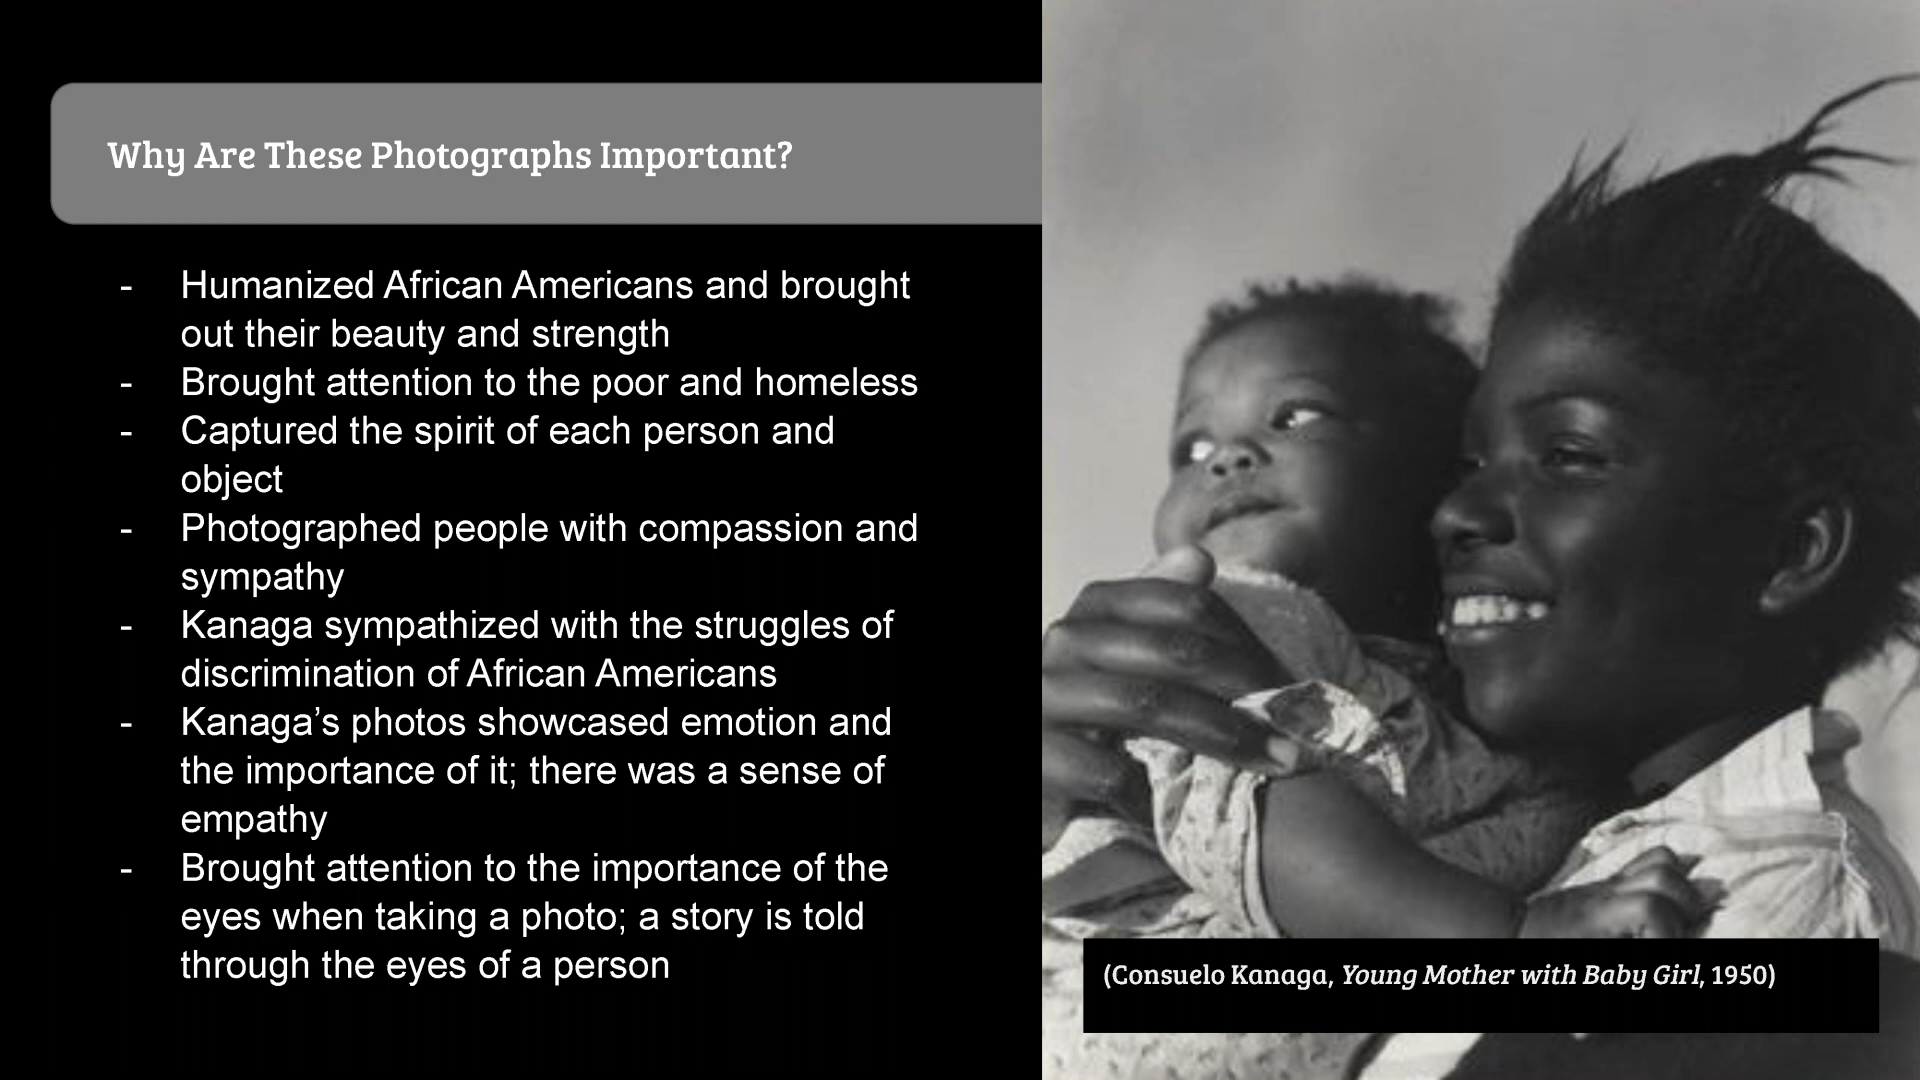 Why Are These Photographs Important?
- Humanized African Americans and brought
out their beauty and strength
- Brought attention to the poor and homeless
- Captured the spirit of each person and
object
- Photographed people with compassion and
sympathy
- Kanaga sympathized with the struggles of
discrimination of African Americans
- Kanaga’s photos showcased emotion and
the importance of it; there was a sense of
empathy
- Brought attention to the importance of the
eyes when taking a photo; a story is told
through the eyes of a person
(Consuelo Kanaga, Young Mother with Baby Girl, 1950)